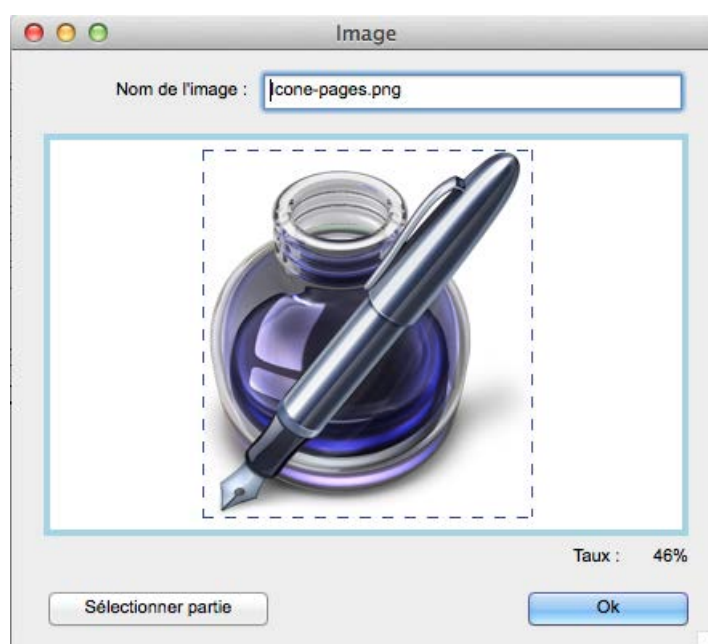 Image
Nom de l'image : Icone-pages.png
Taux : 46%
Sélectionner partie
Ok